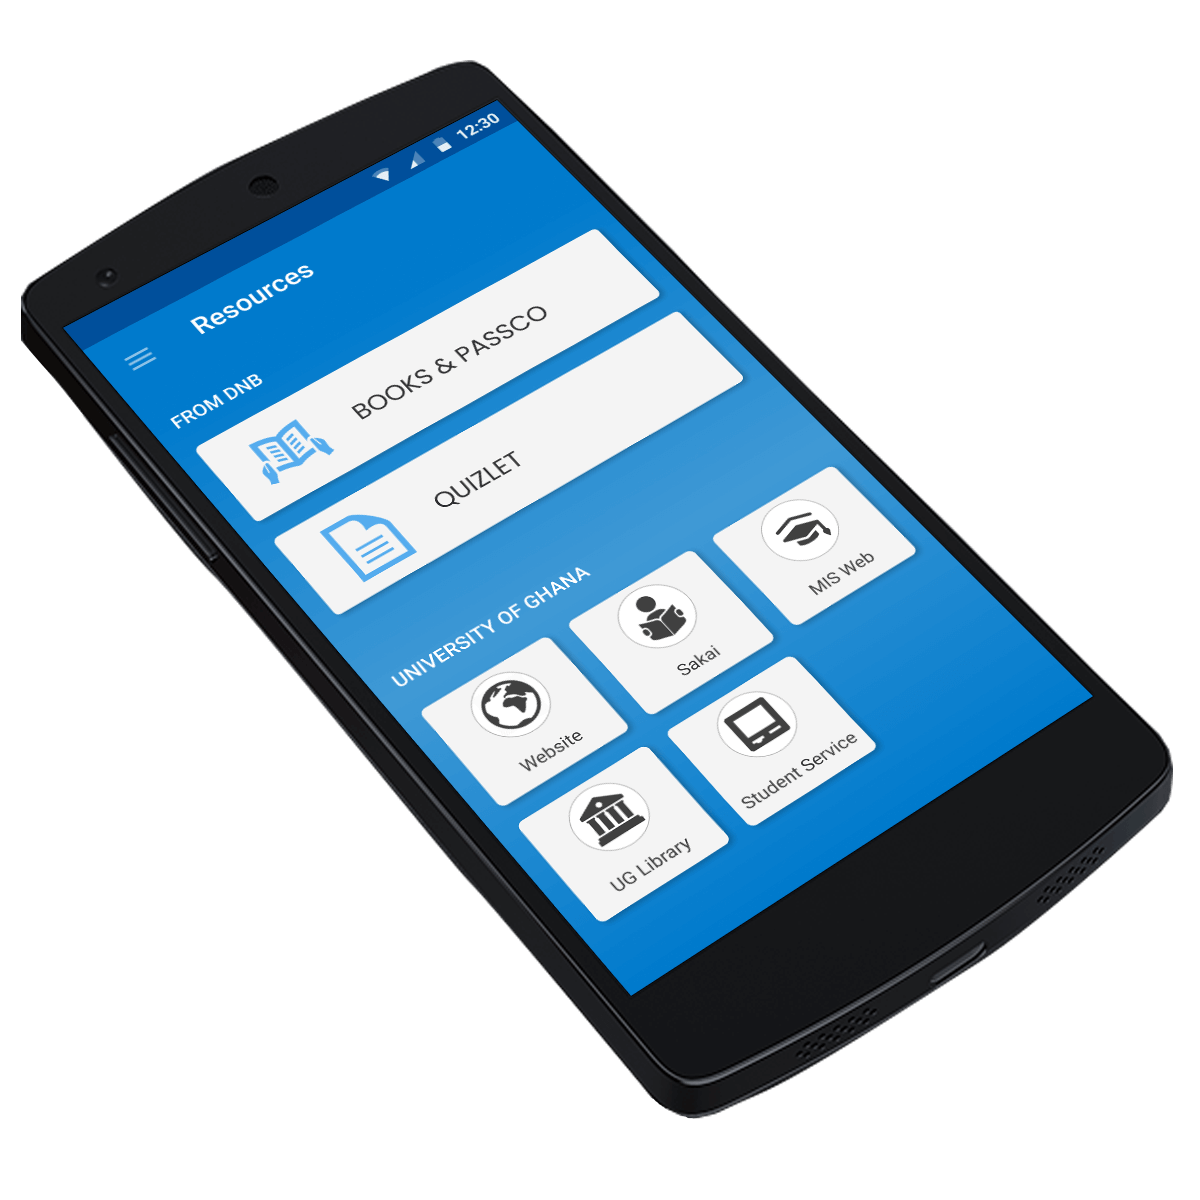 12:30
Resources
FROM DNB
BOOKS & PASSCO
QUIZLET
UNIVERSITY OF GHANA
Website
Sakai
MIS Web
UG Library
Student Service